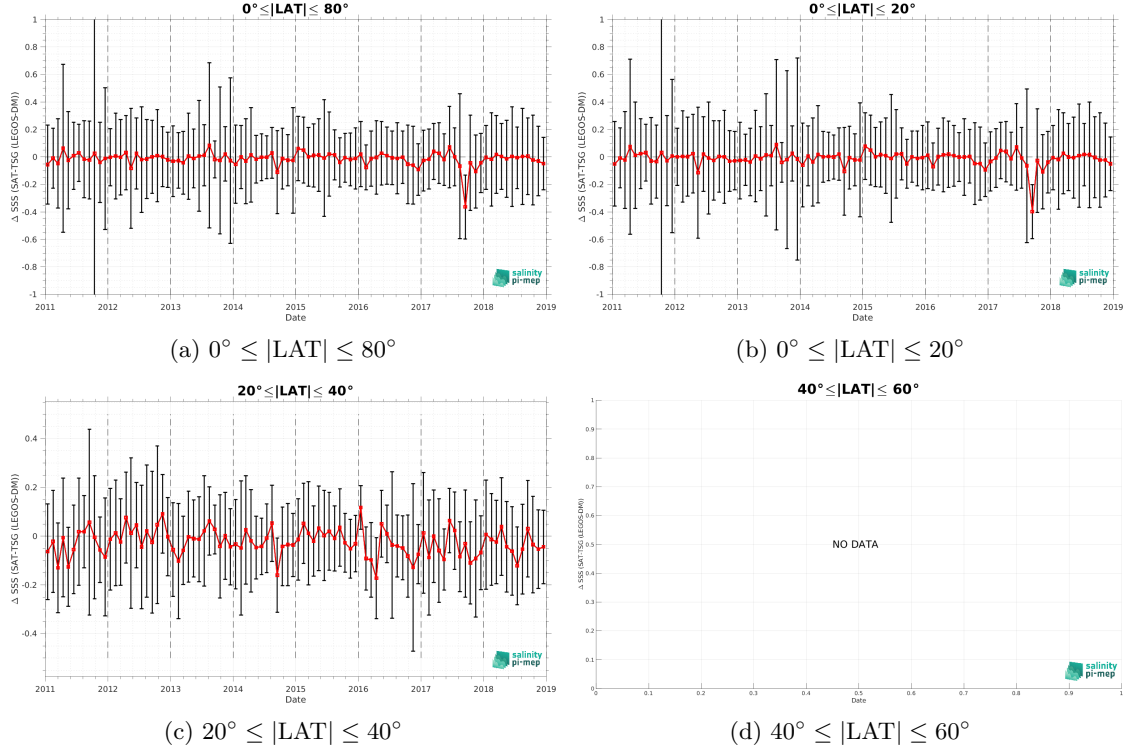 0°≤|LAT|≤ 80°
Δ SSS (SAT-TSG (LEGOS-DM))
1
0.8
0.6
0.4
0.2
0
-0.2
-0.4
-0.6
-0.8
-1
2011 2012 2013 2014 2015 2016 2017 2018 2019
Date
salinity
pi-mep
(a) 0° ≤ |LAT| ≤ 80°
0°≤|LAT|≤ 20°
Δ SSS (SAT-TSG (LEGOS-DM))
1
0.8
0.6
0.4
0.2
0
-0.2
-0.4
-0.6
-0.8
-1
2011 2012 2013 2014 2015 2016 2017 2018 2019
Date
salinity
pi-mep
(b) 0° ≤ |LAT| ≤ 20°
20°≤|LAT|≤ 40°
Δ SSS (SAT-TSG (LEGOS-DM))
0.4
0.2
0
-0.2
-0.4
2011 2012 2013 2014 2015 2016 2017 2018 2019
Date
salinity
pi-mep
(c) 20° ≤ |LAT| ≤ 40°
40°≤|LAT|≤ 60°
Δ SSS (SAT-TSG (LEGOS-DM))
1
0.9
0.8
0.7
0.6
0.5
0.4
0.3
0.2
0.1
0
NO DATA
0 0.1 0.2 0.3 0.4 0.5 0.6 0.7 0.8 0.9 1
Date
salinity
pi-mep
(d) 40° ≤ |LAT| ≤ 60°